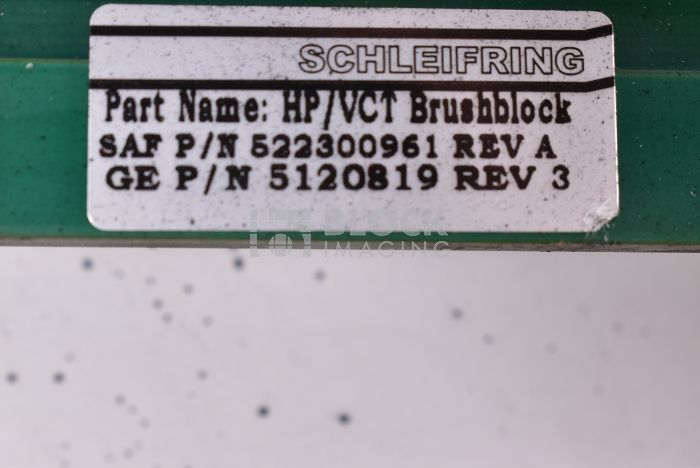 SCHLEIFRING
Part Name: HP/VCT Brushblock
SAF P/N 522300961 REV A
GE P/N 5120819 REV 3
BLOCK
IMAGING